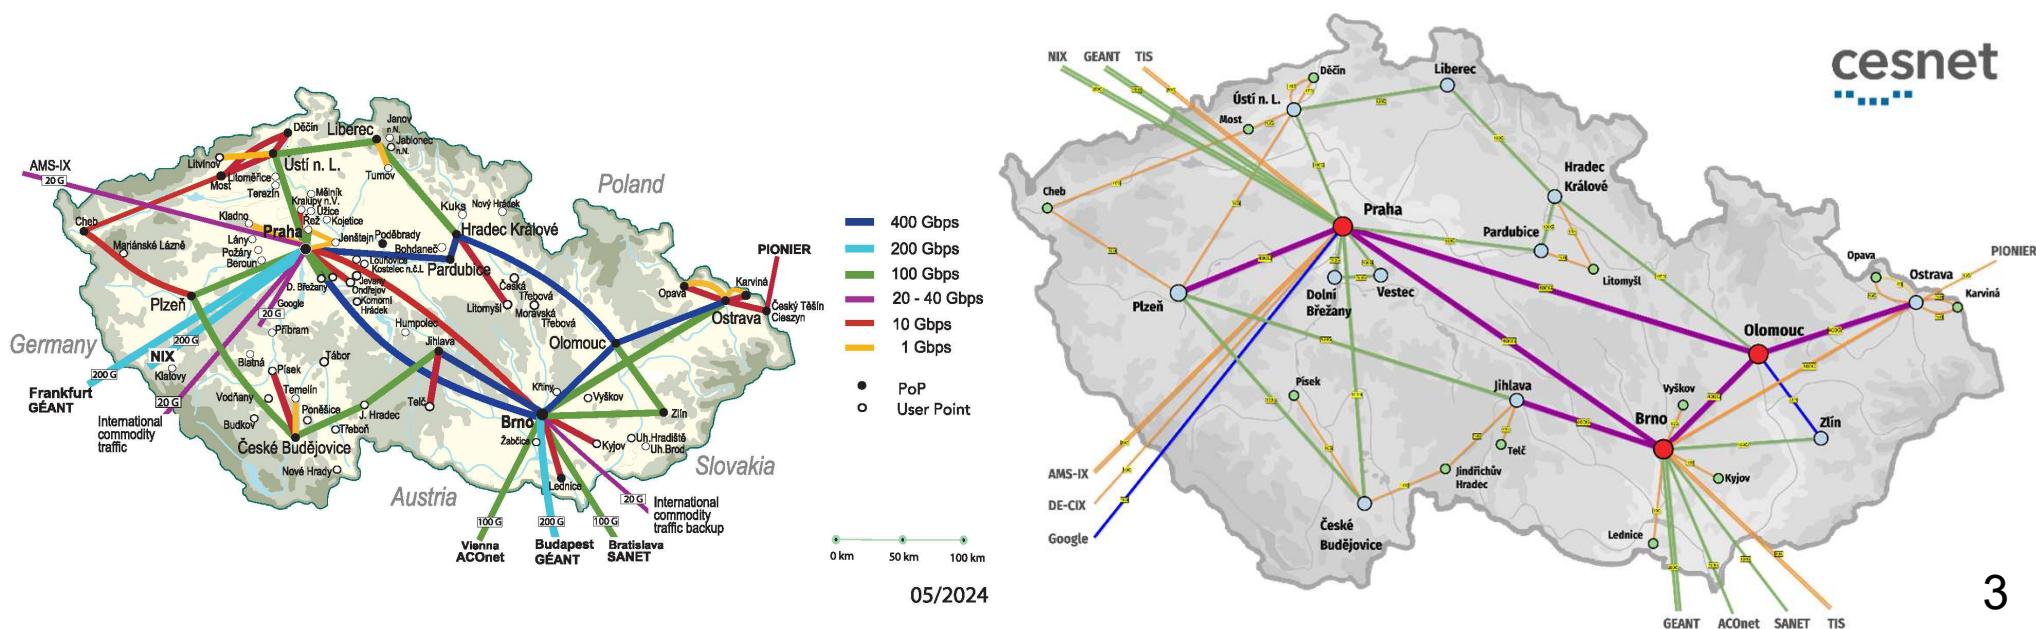 AMS-IX
20 G
Děčín
Liberec
Janov
n.N.
Jablonec
n.N.
Litvínov
Ústí n. L.
Most
Litoměřice
Terezín
Turnov
Mělník
Kralupy n.V.
Úžice
Kladno
Řež
Kojetice
Kuks
Nový Hrádek
Poland
Cheb
Mariánské Lázně
Lány
Požáry
Beroun
Praha
Jenštejn
Poděbrady
Bohdaneč
Hradec Králové
Pardubice
Kostelec n.č.l.
Jevany
Ondřejov
Komorní
Hrádek
D. Břežany
Google
20 G
Plzeň
Příbram
Humpolec
Jihlava
Litomyšl
Česká
Třebová
Moravská
Třebová
PIONIER
Opava
Karviná
Ostrava
Český Těšín
Cieszyn
Olomouc
Germany
200 G
NIX
Klatovy
200 G
Frankfurt
GÉANT
20 G
International
commodity
traffic
Blatná
Písek
Tábor
Temelín
Vodňany
Poněšice
Budkov
Třeboň
J. Hradec
Telč
České Budějovice
Nové Hrady
Křtiny
Vyškov
Brno
Zlín
Žabčice
Kyjov
Uh.Hradiště
Uh.Brod
Lednice
Slovakia
Austria
100 G
200 G
100 G
20 G
International
commodity
traffic backup
Vienna
ACOnet
Budapest
GÉANT
Bratislava
SANET
400 Gbps
200 Gbps
100 Gbps
20 - 40 Gbps
10 Gbps
1 Gbps
PoP
User Point
0 km
50 km
100 km
05/2024
NIX
GEANT
TIS
Děčín
Liberec
Ústí n. L.
Most
Cheb
Hradec
Králové
Praha
Pardubice
Litomyšl
Dolní
Břežany
Vestec
Plzeň
Opava
Ostrava
Karviná
PIONIER
Olomouc
Písek
Jihlava
Vyškov
Brno
Zlín
Telč
Jindřichův
Hradec
Kyjov
AMS-IX
DE-CIX
Google
České
Budějovice
Lednice
GEANT
ACOnet
SANET
TIS
cesnet
3